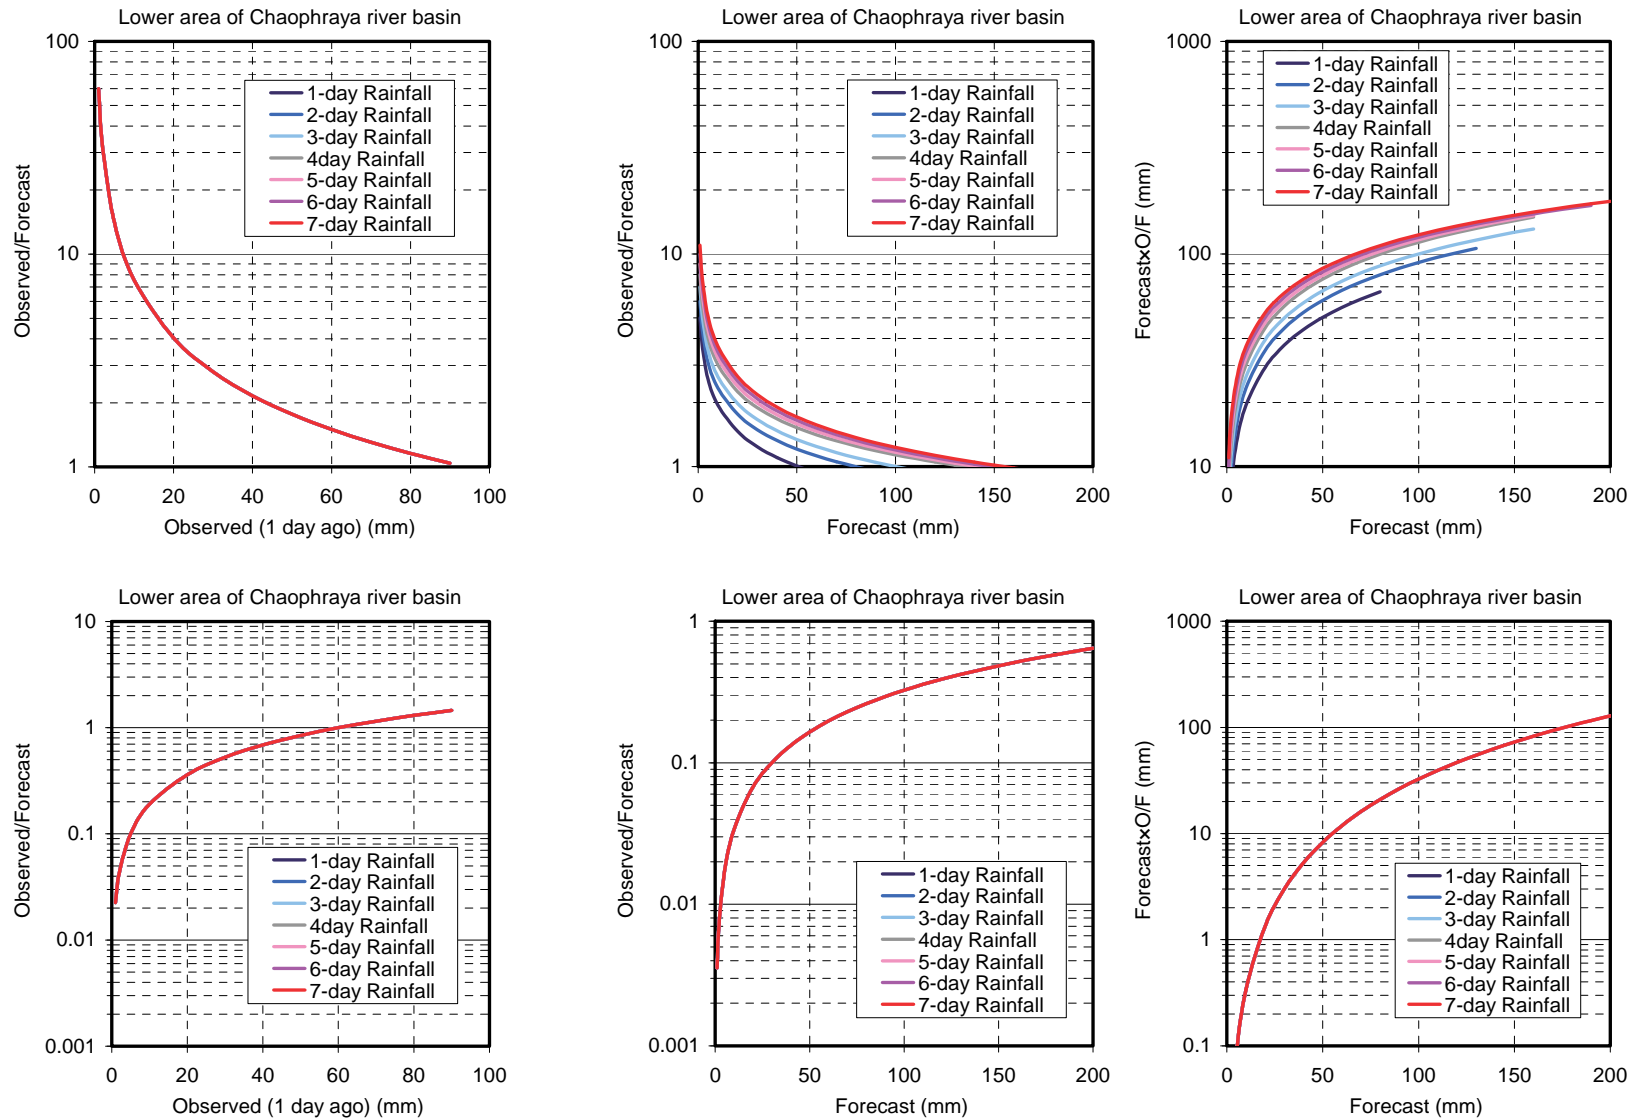 Lower area of Chaophraya river basin
100
10
1
Observed/Forecast
1-day Rainfall
2-day Rainfall
3-day Rainfall
4day Rainfall
5-day Rainfall
6-day Rainfall
7-day Rainfall
0 20 40 60 80 100
Observed (1 day ago) (mm)
Lower area of Chaophraya river basin
100
10
1
Observed/Forecast
1-day Rainfall
2-day Rainfall
3-day Rainfall
4day Rainfall
5-day Rainfall
6-day Rainfall
7-day Rainfall
0 50 100 150 200
Forecast (mm)
Lower area of Chaophraya river basin
1000
100
10
Forecast×O/F (mm)
1-day Rainfall
2-day Rainfall
3-day Rainfall
4day Rainfall
5-day Rainfall
6-day Rainfall
7-day Rainfall
0 50 100 150 200
Forecast (mm)
Lower area of Chaophraya river basin
10
1
0.1
0.01
0.001
Observed/Forecast
1-day Rainfall
2-day Rainfall
3-day Rainfall
4day Rainfall
5-day Rainfall
6-day Rainfall
7-day Rainfall
0 20 40 60 80 100
Observed (1 day ago) (mm)
Lower area of Chaophraya river basin
1
0.1
0.01
0.001
Observed/Forecast
1-day Rainfall
2-day Rainfall
3-day Rainfall
4day Rainfall
5-day Rainfall
6-day Rainfall
7-day Rainfall
0 50 100 150 200
Forecast (mm)
Lower area of Chaophraya river basin
1000
100
10
1
0.1
Forecast×O/F (mm)
1-day Rainfall
2-day Rainfall
3-day Rainfall
4day Rainfall
5-day Rainfall
6-day Rainfall
7-day Rainfall
0 50 100 150 200
Forecast (mm)